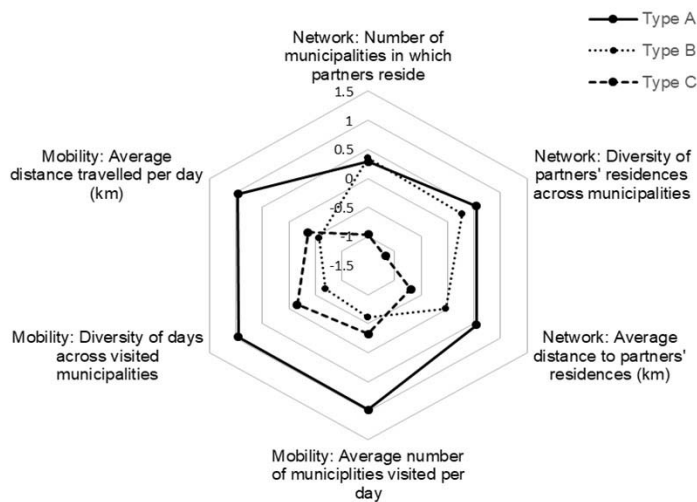 Type A
Type B
Type C
Network: Number of
municipalities in which
partners reside
1.5
1
0.5
0
-0.5
-1
-1.5
Mobility: Average
distance travelled per day
(km)
Network: Diversity of
partners' residences
across municipalities
Mobility: Diversity of days
across visited
municipalities
Network: Average
distance to partners'
residences (km)
Mobility: Average number
of municiplities visited per
day